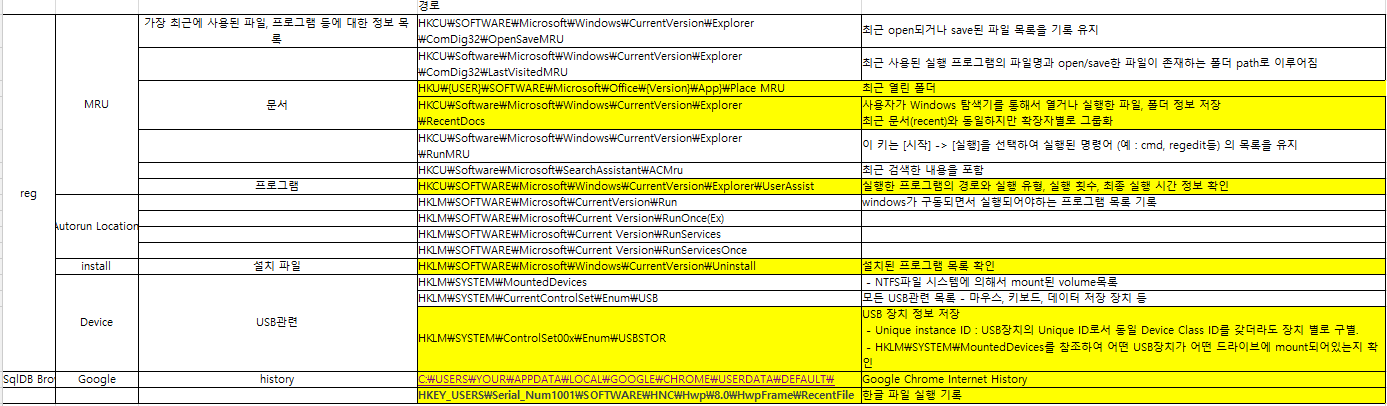 경로
reg
MRU
가장 최근에 사용된 파일, 프로그램 등에 대한 정보 목
록
HKCU₩SOFTWARE₩Microsoft₩Windows₩CurrentVersion₩Explorer
₩ComDig32₩OpenSaveMRU
최근 open되거나 save된 파일 목록을 기록 유지
HKCU₩Software₩Microsoft₩Windows₩CurrentVersion₩Explorer
₩ComDig32₩LastVisitedMRU
최근 사용된 실행 프로그램의 파일명과 open/save한 파일이 존재하는 폴더 path로 이루어짐
문서
HKU₩{USER}₩SOFTWARE₩Microsoft₩Office₩{Version}₩App}₩Place MRU
최근 열린 폴더
HKCU₩Software₩Microsoft₩Windows₩CurrentVersion₩Explorer
₩RecentDocs
사용자가 Windows 탐색기를 통해서 열거나 실행한 파일, 폴더 정보 저장
최근 문서(recent)와 동일하지만 확장자별로 그룹화
HKCU₩Software₩Microsoft₩Windows₩CurrentVersion₩Explorer
₩RunMRU
이 키는 [시작] -> [실행]을 선택하여 실행된 명령어 (예 : cmd, regedit등) 의 목록을 유지
HKCU₩Software₩Microsoft₩SearchAssistant₩ACMru
최근 검색한 내용을 포함
프로그램
HKCU₩SOFTWARE₩Microsoft₩Windows₩CurrentVersion₩Explorer₩UserAssist
실행한 프로그램의 경로와 실행 유형, 실행 횟수, 최종 실행 시간 정보 확인
Autorun Location
HKLM₩SOFTWARE₩Microsoft₩CurrentVersion₩Run
windows가 구동되면서 실행되어야하는 프로그램 목록 기록
HKLM₩SOFTWARE₩Microsoft₩Current Version₩RunOnce(Ex)
HKLM₩SOFTWARE₩Microsoft₩Current Version₩RunServices
HKLM₩SOFTWARE₩Microsoft₩Current Version₩RunServicesOnce
install
설치 파일
HKLM₩SOFTWARE₩Microsoft₩Windows₩CurrentVersion₩Uninstall
설치된 프로그램 목록 확인
Device
USB관련
HKLM₩SYSTEM₩MountedDevices
- NTFS파일 시스템에 의해서 mount된 volume목록
HKLM₩SYSTEM₩CurrentControlSet₩Enum₩USB
모든 USB관련 목록 - 마우스, 키보드, 데이터 저장 장치 등
HKLM₩SYSTEM₩ControlSet00x₩Enum₩USBSTOR
USB 장치 정보 저장
- Unique instance ID : USB장치의 Unique ID로서 동일 Device Class ID를 갖더라도 장치 별로 구별.
- HKLM₩SYSTEM₩MountedDevices를 참조하여 어떤 USB장치가 어떤 드라이브에 mount되어있는지 확
인
SqlDB Brow
Google
history
C:₩USERS₩YOUR₩APPDATA₩LOCAL₩GOOGLE₩CHROME₩USERDATA₩DEFAULT₩
Google Chrome Internet History
HKEY_USERS₩Serial_Num1001₩SOFTWARE₩HNC₩Hwp₩8.0₩HwpFrame₩RecentFile
한글 파일 실행 기록